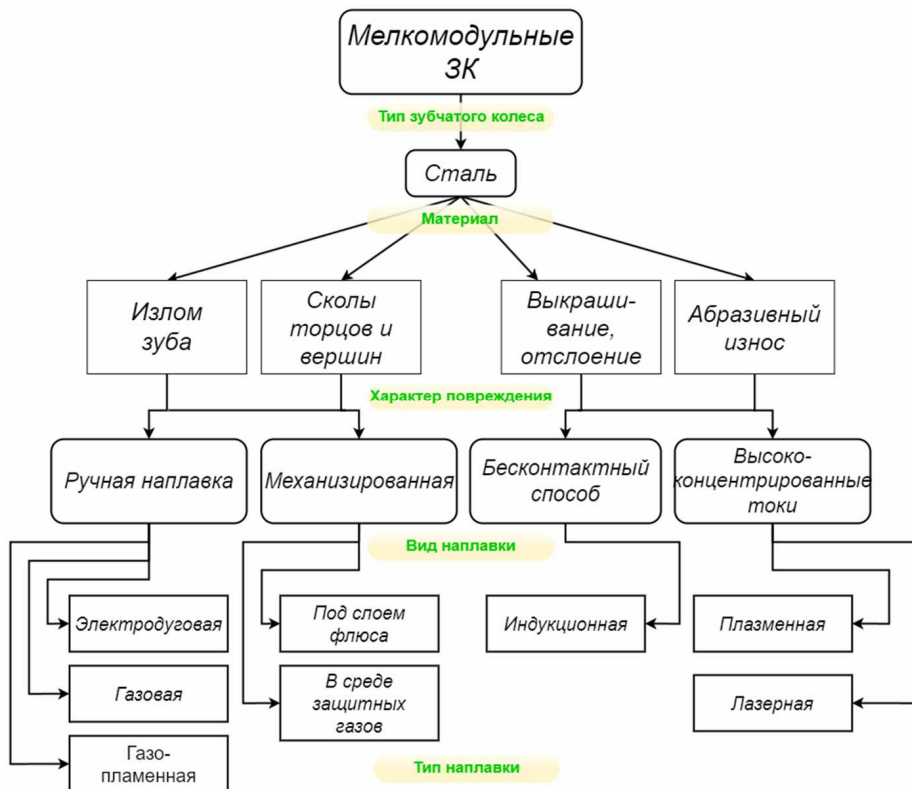 Мелкомодульные
ЗК
Тип зубчатого колеса
Сталь
Материал
Излом
зуба
Сколы
торцов и
вершин
Выкраши-
вание,
отслоение
Абразивный
износ
Характер повреждения
Ручная наплавка
Механизированная
Бесконтактный
способ
Высоко-
концентрированные
токи
Вид наплавки
Электродуговая
Под слоем
флюса
Индукционная
Плазменная
Газовая
В среде
защитных
газов
Лазерная
Газо-
пламенная
Тип наплавки